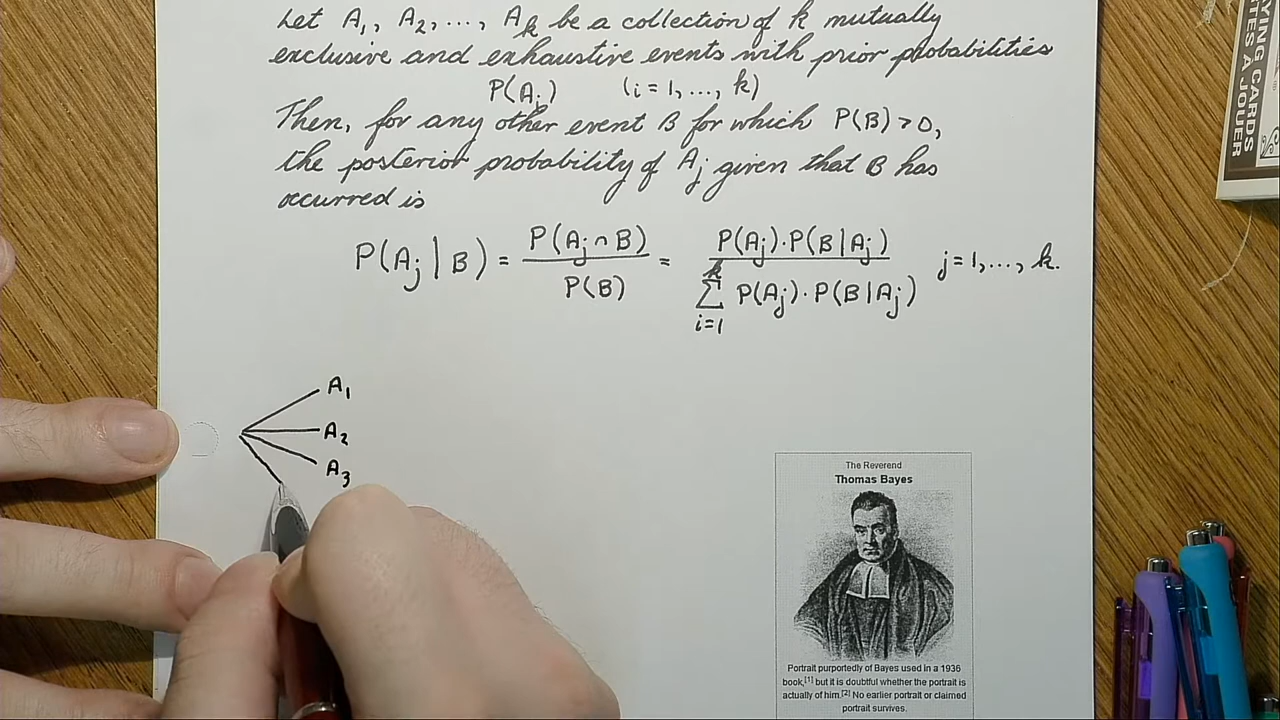 Let A₁, A₂, ..., Aₖ be a collection of k mutually
exclusive and exhaustive events with prior probabilities
P(Aᵢ) (i = 1, ..., k)
Then, for any other event B for which P(B) > 0,
the posterior probability of Aⱼ given that B has
occurred is
P(Aⱼ | B) = P(Aⱼ ∩ B) / P(B) = P(Aⱼ)·P(B|Aⱼ) / ∑ᵢ₌₁ᵏ P(Aⱼ)·P(B|Aⱼ) j = 1, ..., k.
A₁
A₂
A₃
The Reverend
Thomas Bayes
Portrait purportedly of Bayes used in a 1936
book,[1] but it is doubtful whether the portrait is
actually of him.[2] No earlier portrait or claimed
portrait survives.
YING CARDS
TES A JOUER